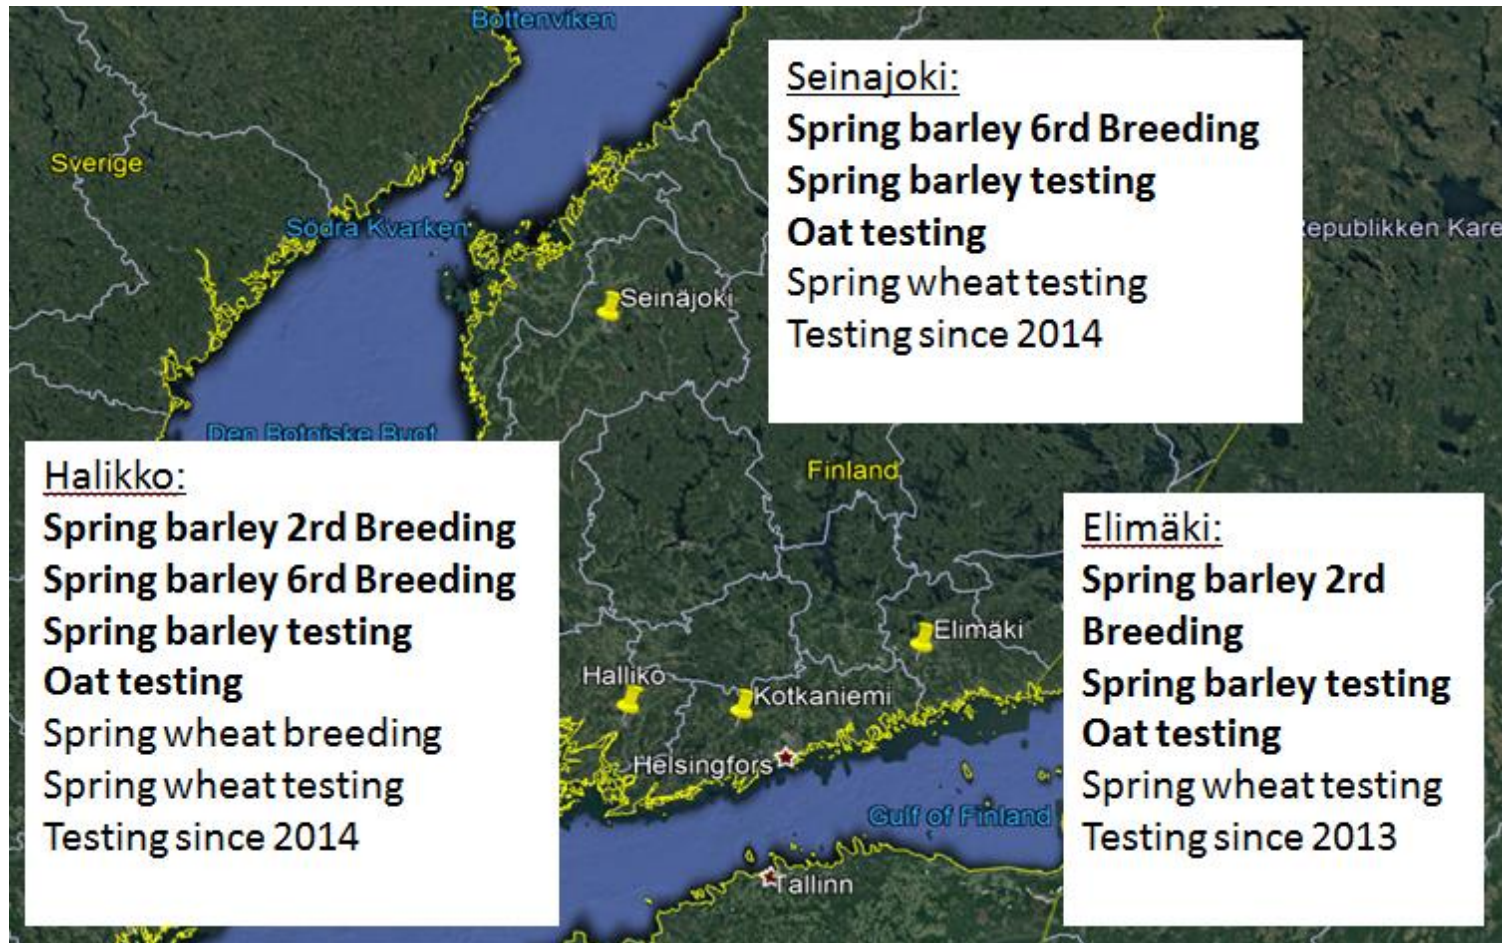 Bottenviken
Seinajoki:
Spring barley 6rd Breeding
Spring barley testing
Oat testing
Spring wheat testing
Testing since 2014
Sverige
Södra Kvarken
Republikken Kare
Seinäjoki
Den Botniske Bugt
Finland
Halikko:
Spring barley 2rd Breeding
Spring barley 6rd Breeding
Spring barley testing
Oat testing
Spring wheat breeding
Spring wheat testing
Testing since 2014
Elimäki:
Spring barley 2rd
Breeding
Spring barley testing
Oat testing
Spring wheat testing
Testing since 2013
Elimäki
Halliko
Kotkaniemi
Helsingfors
Gulf of Finland
Tallinn